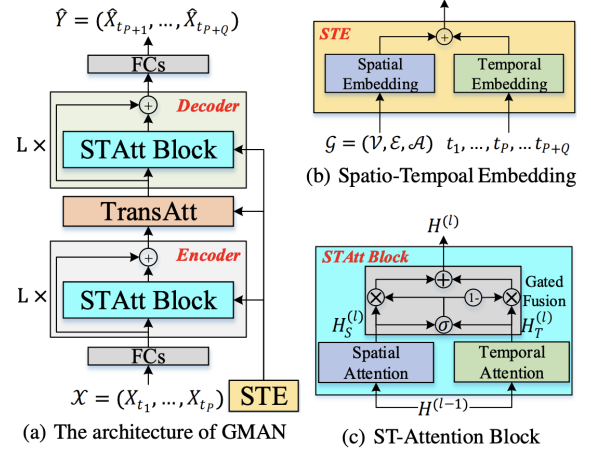 Ŷ = (X̂_{t_{P+1}}, ..., X̂_{t_{P+Q}})
FCs
Decoder
L ×
STAtt Block
TransAtt
Encoder
L ×
STAtt Block
FCs
𝒳 = (X_{t_1}, ..., X_{t_P})
STE
(a) The architecture of GMAN
STE
Spatial
Embedding
Temporal
Embedding
𝒢 = (𝒱, ℰ, 𝒜)
t_1, ..., t_P, ... t_{P+Q}
(b) Spatio-Tempoal Embedding
H^{(l)}
STAtt Block
Gated
Fusion
1-
σ
H_S^{(l)}
H_T^{(l)}
Spatial
Attention
Temporal
Attention
H^{(l-1)}
(c) ST-Attention Block